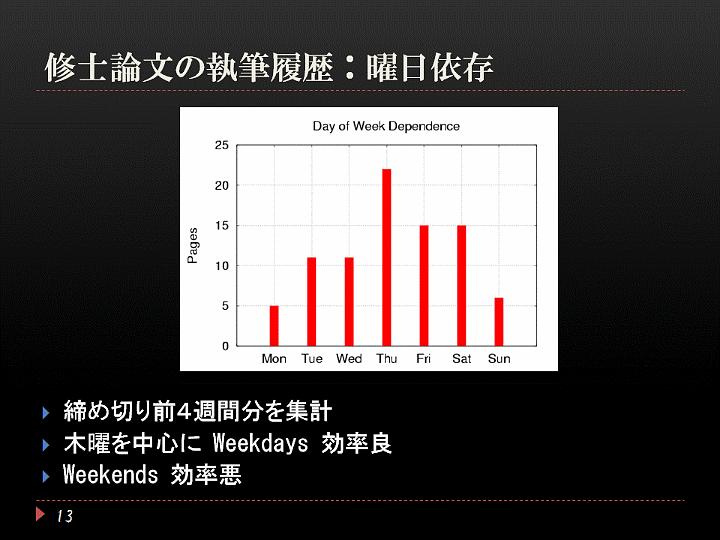 修士論文の執筆履歴：曜日依存
Day of Week Dependence
25
20
15
10
5
0
Pages
Mon Tue Wed Thu Fri Sat Sun
締め切り前４週間分を集計
木曜を中心に Weekdays 効率良
Weekends 効率悪
13